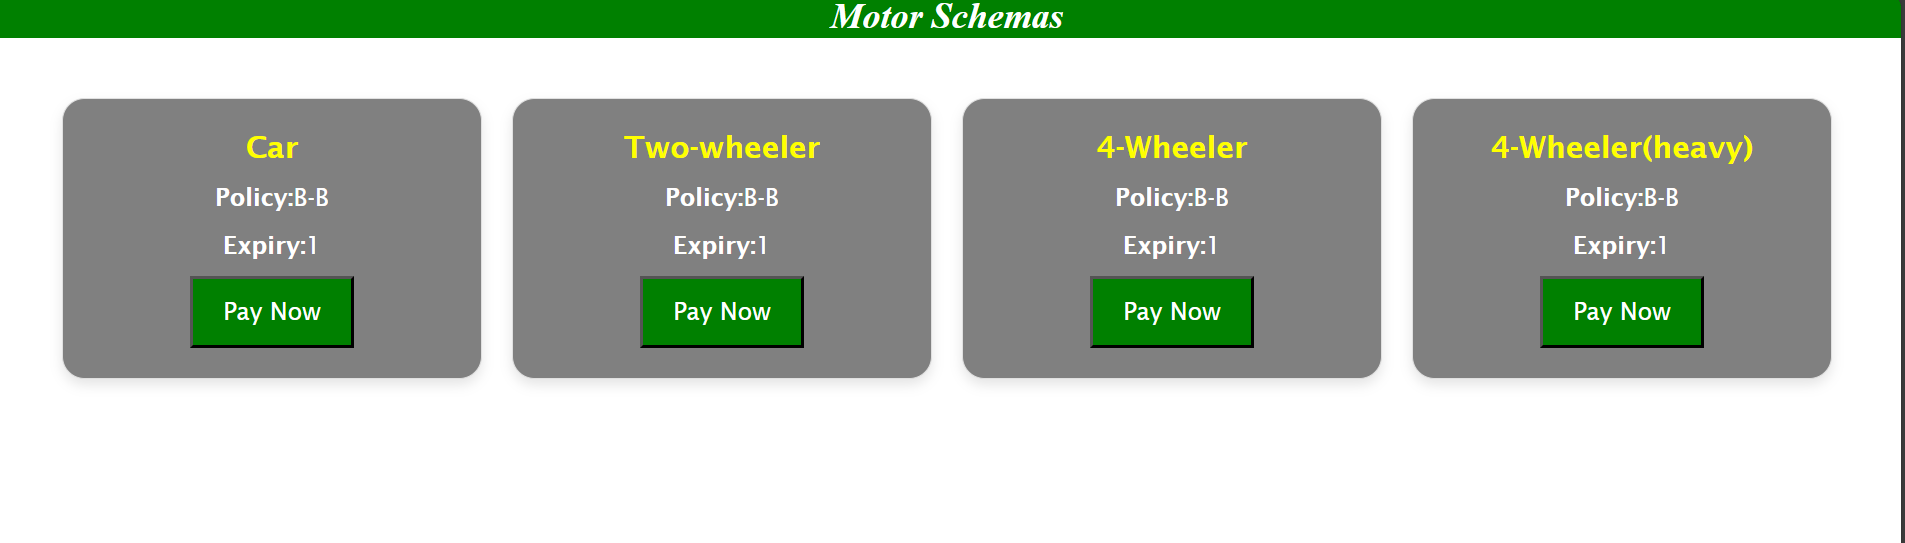 Motor Schemas
Car
Policy:B-B
Expiry:1
Pay Now
Two-wheeler
Policy:B-B
Expiry:1
Pay Now
4-Wheeler
Policy:B-B
Expiry:1
Pay Now
4-Wheeler(heavy)
Policy:B-B
Expiry:1
Pay Now